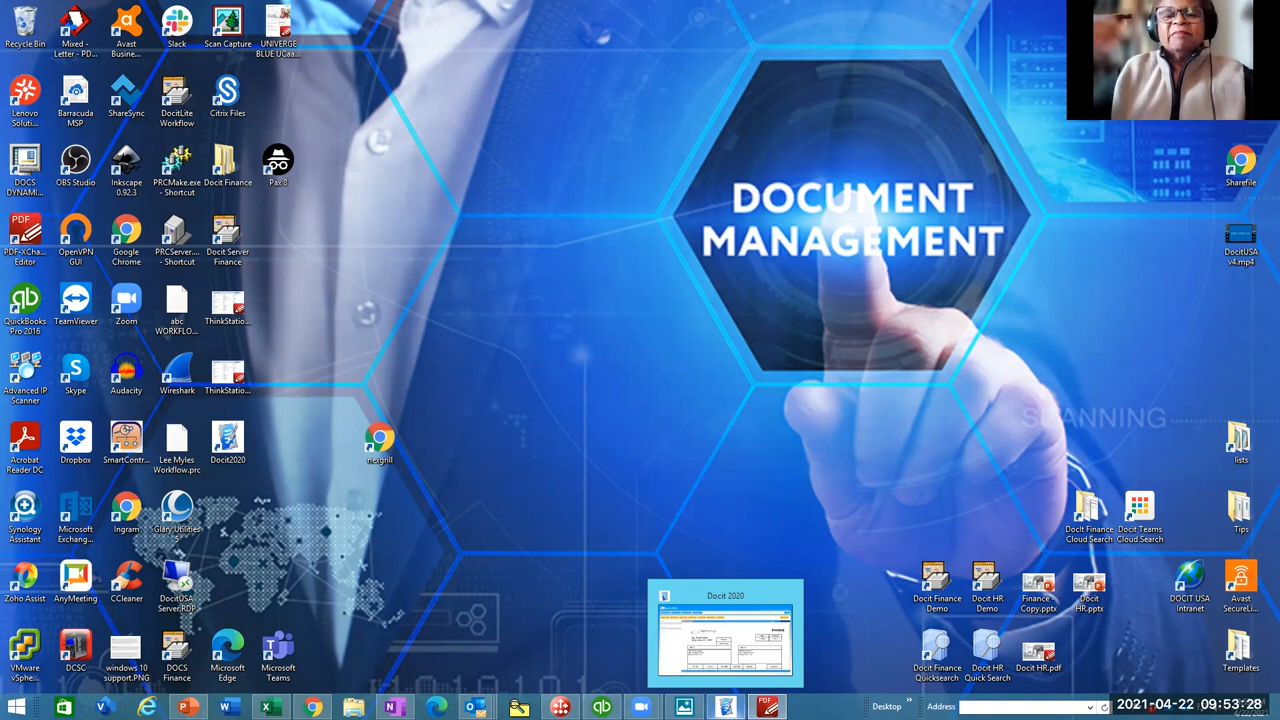 Recycle Bin
Mixed -
Letter - PD...
Avast
Busine...
Slack
Scan Capture
UNIVERGE
BLUE UCaa...
Lenovo
Soluti...
Barracuda
MSP
ShareSync
DocitLite
Workflow
Citrix Files
DOCS
DYNAMI...
OBS Studio
Inkscape
0.92.3
PRCMake.exe
- Shortcut
Docit Finance
Pax 8
Sharefile
DOCUMENT
MANAGEMENT
PDF
PDF-XCha...
Editor
OpenVPN
GUI
Google
Chrome
PRCServer....
- Shortcut
Docit Server
Finance
DocitUSA
v4.mp4
QuickBooks
Pro 2016
TeamViewer
Zoom
abc
WORKFLO...
ThinkStatio...
Advanced IP
Scanner
Skype
Audacity
Wireshark
ThinkStatio...
SCANNING
Acrobat
Reader DC
Dropbox
SmartContr...
Lee Myles
Workflow.prc
Docit2020
nexgrill
lists
Synology
Assistant
Microsoft
Exchang...
Ingram
Glary Utilities
5
Docit Finance
Cloud Search
Docit Teams
Cloud Search
Tips
Zoho Assist
AnyMeeting
CCleaner
DocitUSA
Server.RDP
Docit 2020
Docit Finance
Demo
Docit HR
Demo
Finance -
Copy.pptx
Docit
HR.ppt
DOCIT USA
Intranet
Avast
SecureLi...
VMware
vSphere...
DCSC
windows 10
support.PNG
DOCS
Finance
Microsoft
Edge
Microsoft
Teams
Docit Finance
Quicksearch
Docit HR
Quick Search
Docit HR.pdf
Templates
Desktop
»
Address
2021-04-22 09:53:28